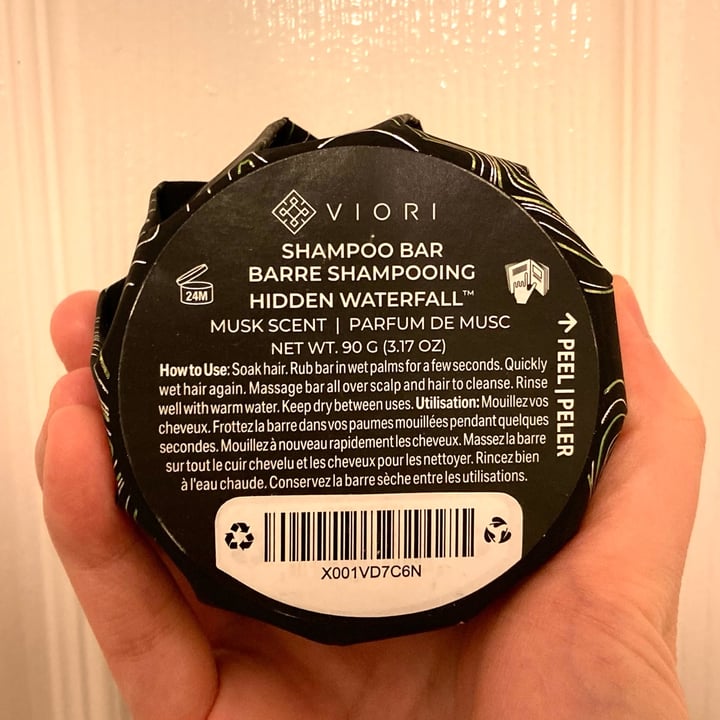 VIORI
SHAMPOO BAR
BARRE SHAMPOOING
24M
HIDDEN WATERFALL™
MUSK SCENT | PARFUM DE MUSC
NET WT. 90 G (3.17 OZ)
How to Use: Soak hair. Rub bar in wet palms for a few seconds. Quickly
wet hair again. Massage bar all over scalp and hair to cleanse. Rinse
well with warm water. Keep dry between uses. Utilisation: Mouillez vos
cheveux. Frottez la barre dans vos paumes mouillées pendant quelques
secondes. Mouillez à nouveau rapidement les cheveux. Massez la barre
sur tout le cuir chevelu et les cheveux pour les nettoyer. Rincez bien
à l'eau chaude. Conservez la barre sèche entre les utilisations.
PEEL | PELER
X001VD7C6N